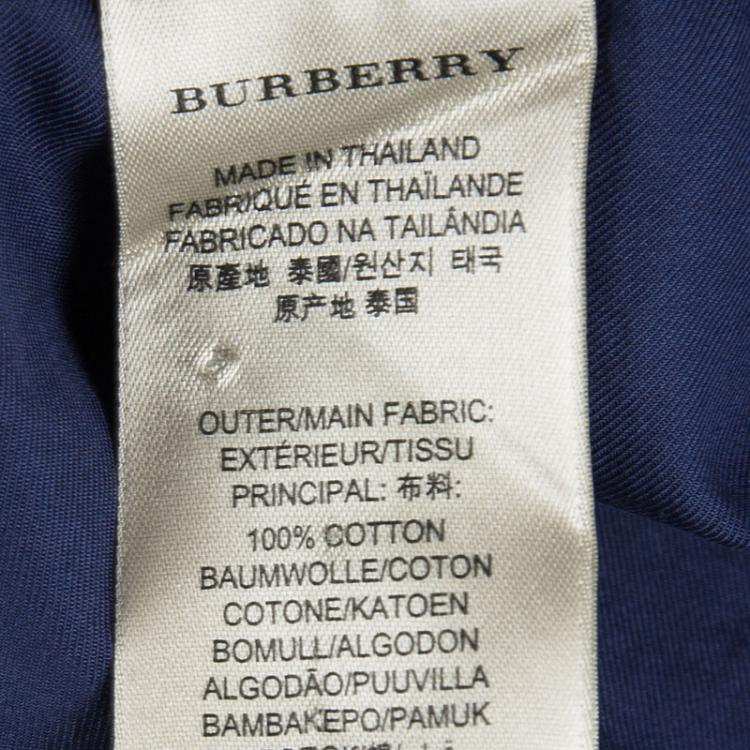 BURBERRY
MADE IN THAILAND
FABRIQUÉ EN THAÏLANDE
FABRICADO NA TAILÂNDIA
原產地 泰國/원산지 태국
原产地 泰国
OUTER/MAIN FABRIC:
EXTÉRIEUR/TISSU
PRINCIPAL: 布料:
100% COTTON
BAUMWOLLE/COTON
COTONE/KATOEN
BOMULL/ALGODON
ALGODÃO/PUUVILLA
BAMBAKEPO/PAMUK